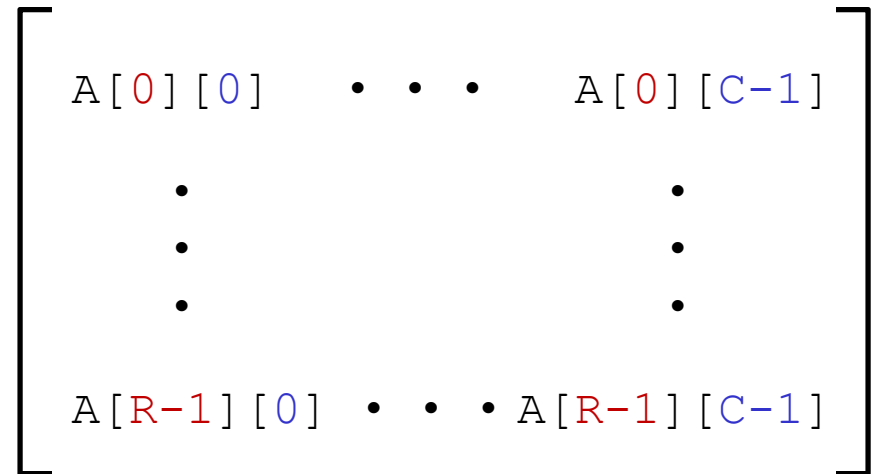 A[0][0] • • • A[0][C-1]
• •
• •
• •
A[R-1][0] • • • A[R-1][C-1]